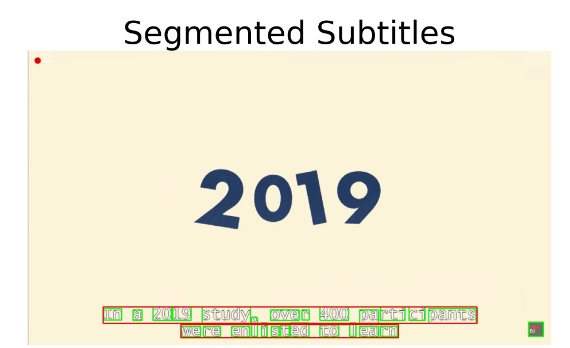 Segmented Subtitles
2019
in a 2019 study, over 400 participants
were enlisted to learn